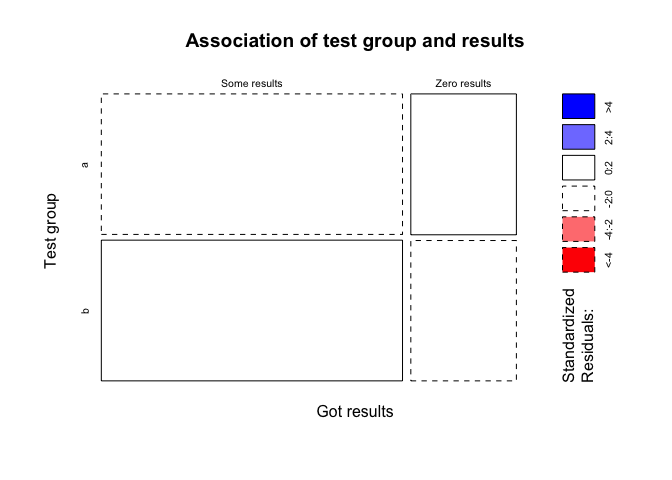 Association of test group and results
Some results
Zero results
a
b
Test group
Got results
>4
2:4
0:2
-2:0
-4:-2
<-4
Standardized
Residuals: